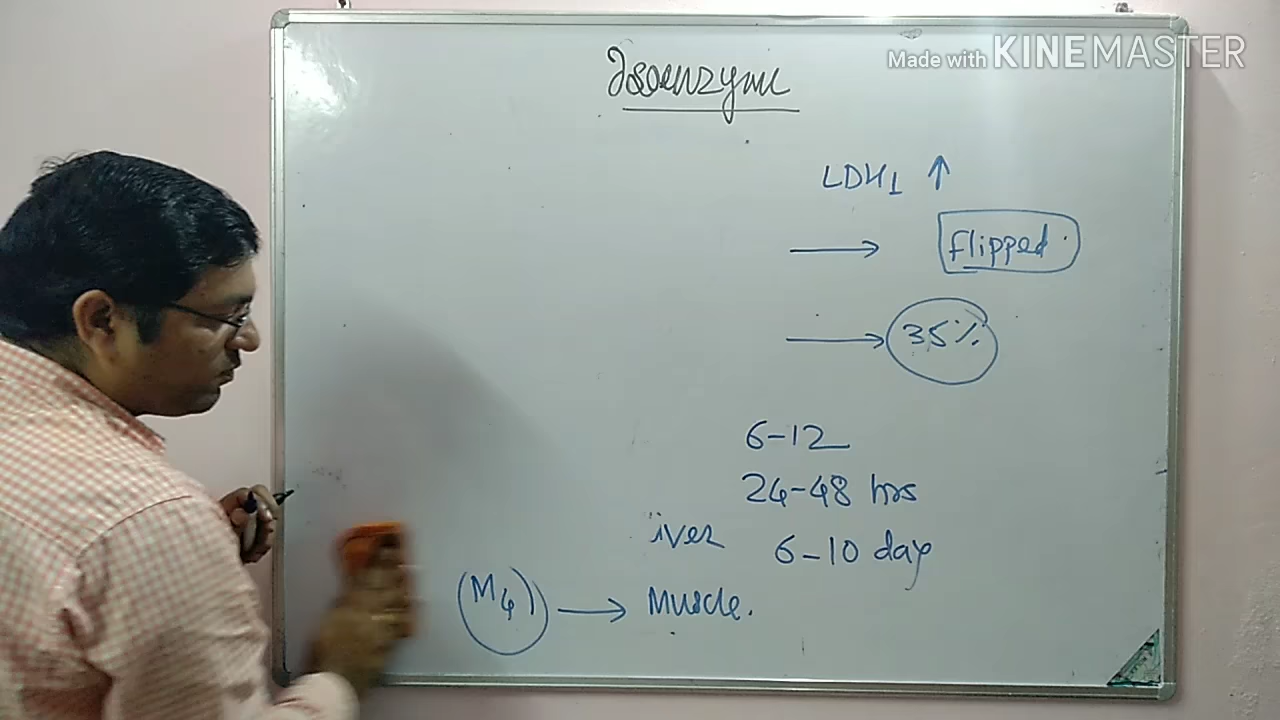 Made with KINEMASTER
Isoenzyme
LDH1 ↑
→ flipped
→ 35%
6-12
24-48 hrs
iver 6-10 day
(M4) → Muscle.